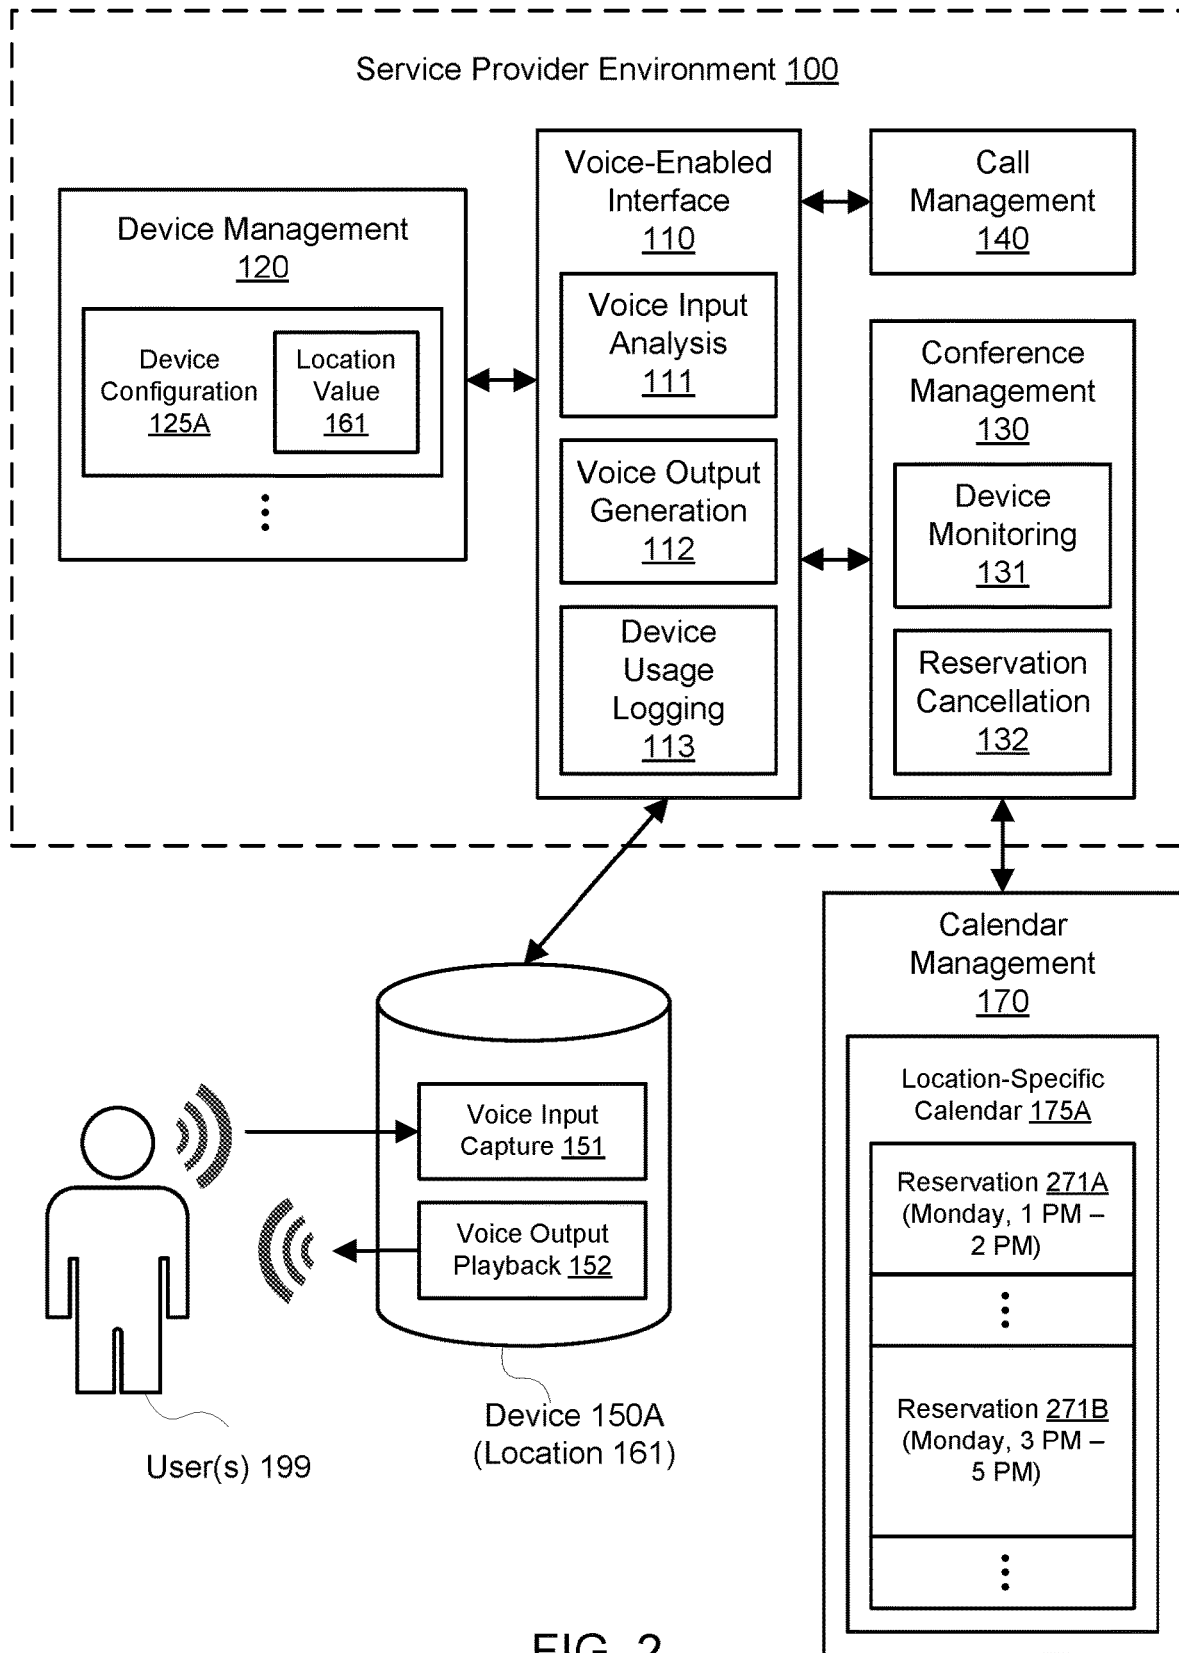 Service Provider Environment 100
Device Management
120
Device
Configuration
125A
Location
Value
161
Voice-Enabled
Interface
110
Voice Input
Analysis
111
Voice Output
Generation
112
Device
Usage
Logging
113
Call
Management
140
Conference
Management
130
Device
Monitoring
131
Reservation
Cancellation
132
Calendar
Management
170
Location-Specific
Calendar 175A
Reservation 271A
(Monday, 1 PM –
2 PM)
Reservation 271B
(Monday, 3 PM –
5 PM)
Voice Input
Capture 151
Voice Output
Playback 152
Device 150A
(Location 161)
User(s) 199
FIG. 2